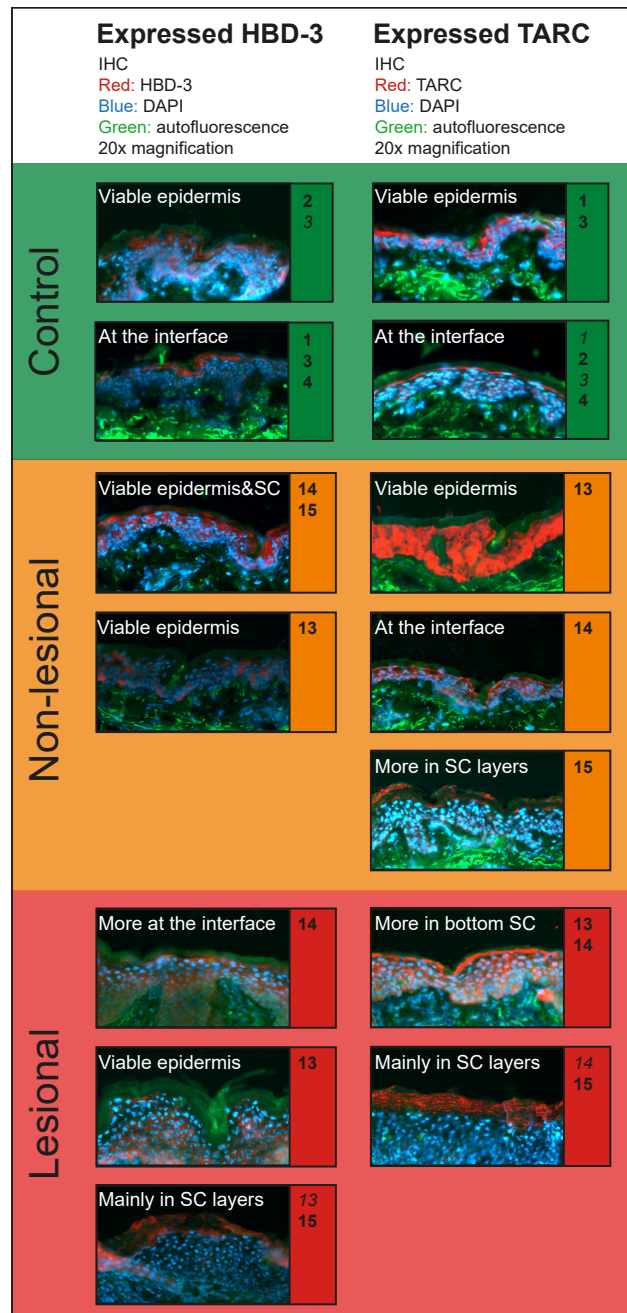 Expressed HBD-3
IHC
Red: HBD-3
Blue: DAPI
Green: autofluorescence
20x magnification
Expressed TARC
IHC
Red: TARC
Blue: DAPI
Green: autofluorescence
20x magnification
Control
Viable epidermis
2
3
Viable epidermis
1
3
At the interface
1
3
4
At the interface
1
2
3
4
Non-lesional
Viable epidermis&SC
14
15
Viable epidermis
13
Viable epidermis
13
At the interface
14
More in SC layers
15
Lesional
More at the interface
14
More in bottom SC
13
14
Viable epidermis
13
Mainly in SC layers
14
15
Mainly in SC layers
13
15